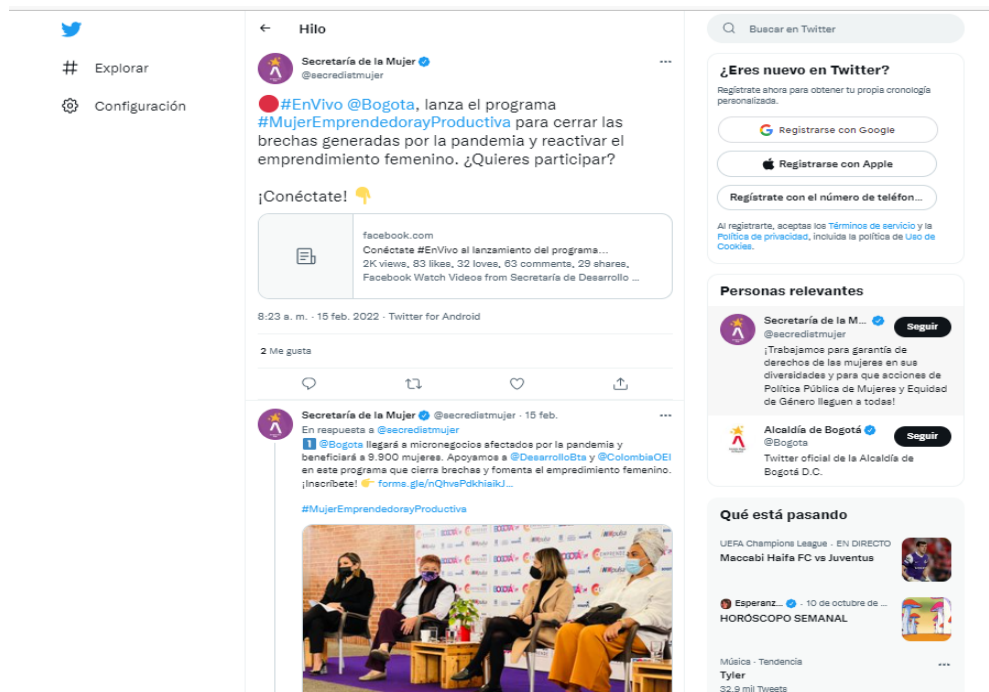 Explorar
Configuración
Hilo
Secretaría de la Mujer
@secredistmujer
#EnVivo @Bogota, lanza el programa
#MujerEmprendedorayProductiva para cerrar las
brechas generadas por la pandemia y reactivar el
emprendimiento femenino. ¿Quieres participar?
¡Conéctate!
facebook.com
Conéctate #EnVivo al lanzamiento del programa...
2K views, 83 likes, 32 loves, 63 comments, 29 shares,
Facebook Watch Videos from Secretaría de Desarrollo ...
8:23 a. m. · 15 feb. 2022 · Twitter for Android
2 Me gusta
Secretaría de la Mujer @secredistmujer · 15 feb.
En respuesta a @secredistmujer
1 @Bogota llegará a micronegocios afectados por la pandemia y
beneficiará a 9.900 mujeres. Apoyamos a @DesarrolloBta y @ColombiaOEI
en este programa que cierra brechas y fomenta el empredimiento femenino.
¡Inscríbete! forms.gle/nQhvsPdkhisikJ...
#MujerEmprendedorayProductiva
Buscar en Twitter
¿Eres nuevo en Twitter?
Regístrate ahora para obtener tu propia cronología
personalizada.
Registrarse con Google
Registrarse con Apple
Regístrate con el número de teléfon...
Al registrarte, aceptas los Términos de servicio y la
Política de privacidad, incluida la política de Uso de
Cookies.
Personas relevantes
Secretaría de la M...
@secredistmujer
Seguir
¡Trabajamos para garantía de
derechos de las mujeres en sus
diversidades y para que acciones de
Política Pública de Mujeres y Equidad
de Género lleguen a todas!
Alcaldía de Bogotá
@Bogota
Seguir
Twitter oficial de la Alcaldía de
Bogotá D.C.
Qué está pasando
UEFA Champions League · EN DIRECTO
Maccabi Haifa FC vs Juventus
Esperanz... · 10 de octubre de ...
HORÓSCOPO SEMANAL
Música · Tendencia
Tyler
32,9 mil Tweets